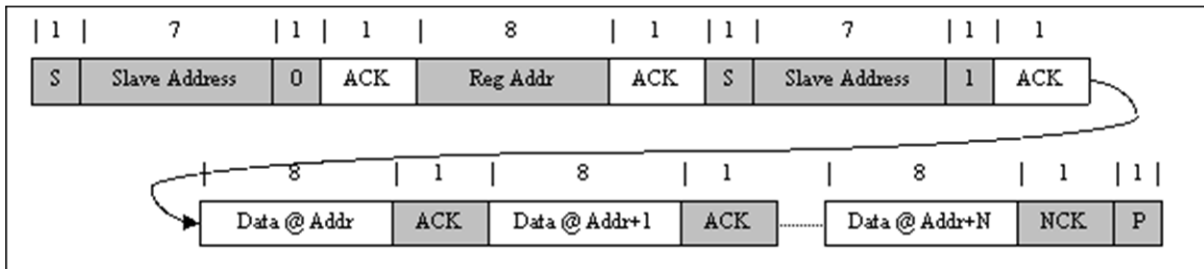 | 1 | 7 | 1 | 1 | 8 | 1 | 1 | 7 | 1 | 1
S Slave Address 0 ACK Reg Addr ACK S Slave Address 1 ACK
| 8 | 1 | 8 | 1 | 8 | 1 | 1 |
Data @ Addr ACK Data @ Addr+1 ACK Data @ Addr+N NCK P